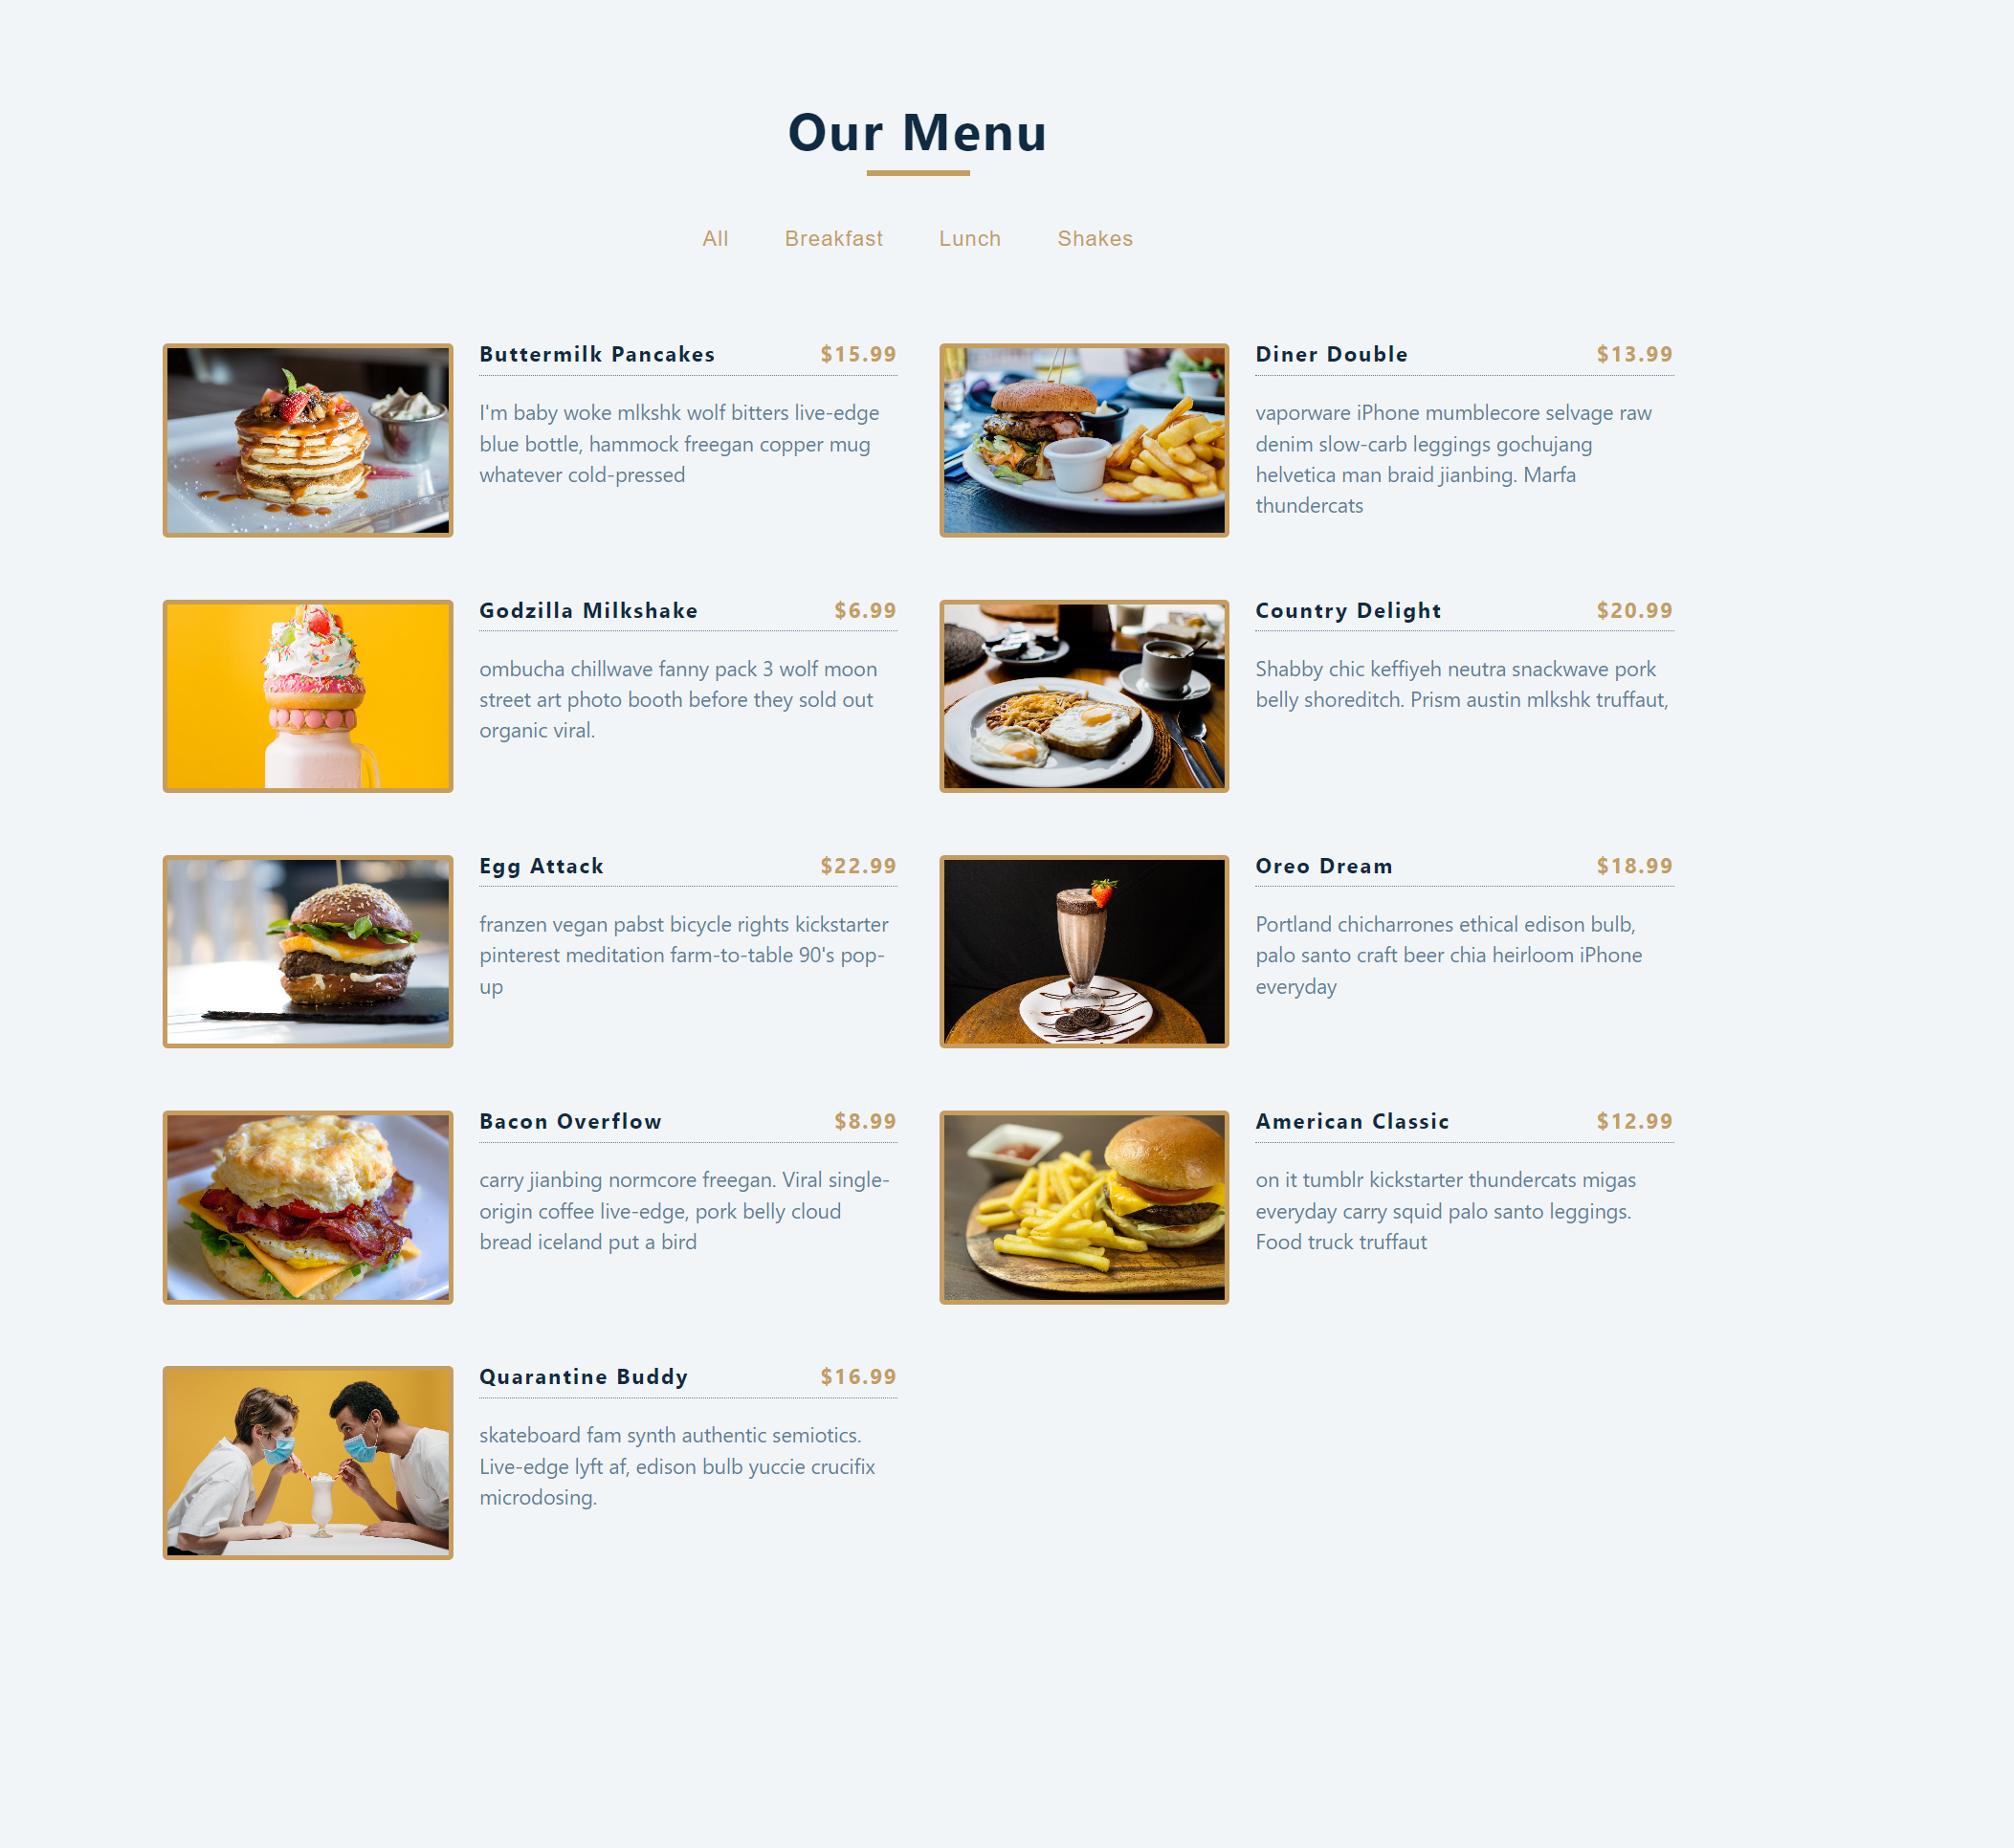 Our Menu
All Breakfast Lunch Shakes
Buttermilk Pancakes $15.99
I'm baby woke mlkshk wolf bitters live-edge
blue bottle, hammock freegan copper mug
whatever cold-pressed
Diner Double $13.99
vaporware iPhone mumblecore selvage raw
denim slow-carb leggings gochujang
helvetica man braid jianbing. Marfa
thundercats
Godzilla Milkshake $6.99
ombucha chillwave fanny pack 3 wolf moon
street art photo booth before they sold out
organic viral.
Country Delight $20.99
Shabby chic keffiyeh neutra snackwave pork
belly shoreditch. Prism austin mlkshk truffaut,
Egg Attack $22.99
franzen vegan pabst bicycle rights kickstarter
pinterest meditation farm-to-table 90's pop-
up
Oreo Dream $18.99
Portland chicharrones ethical edison bulb,
palo santo craft beer chia heirloom iPhone
everyday
Bacon Overflow $8.99
carry jianbing normcore freegan. Viral single-
origin coffee live-edge, pork belly cloud
bread iceland put a bird
American Classic $12.99
on it tumblr kickstarter thundercats migas
everyday carry squid palo santo leggings.
Food truck truffaut
Quarantine Buddy $16.99
skateboard fam synth authentic semiotics.
Live-edge lyft af, edison bulb yuccie crucifix
microdosing.